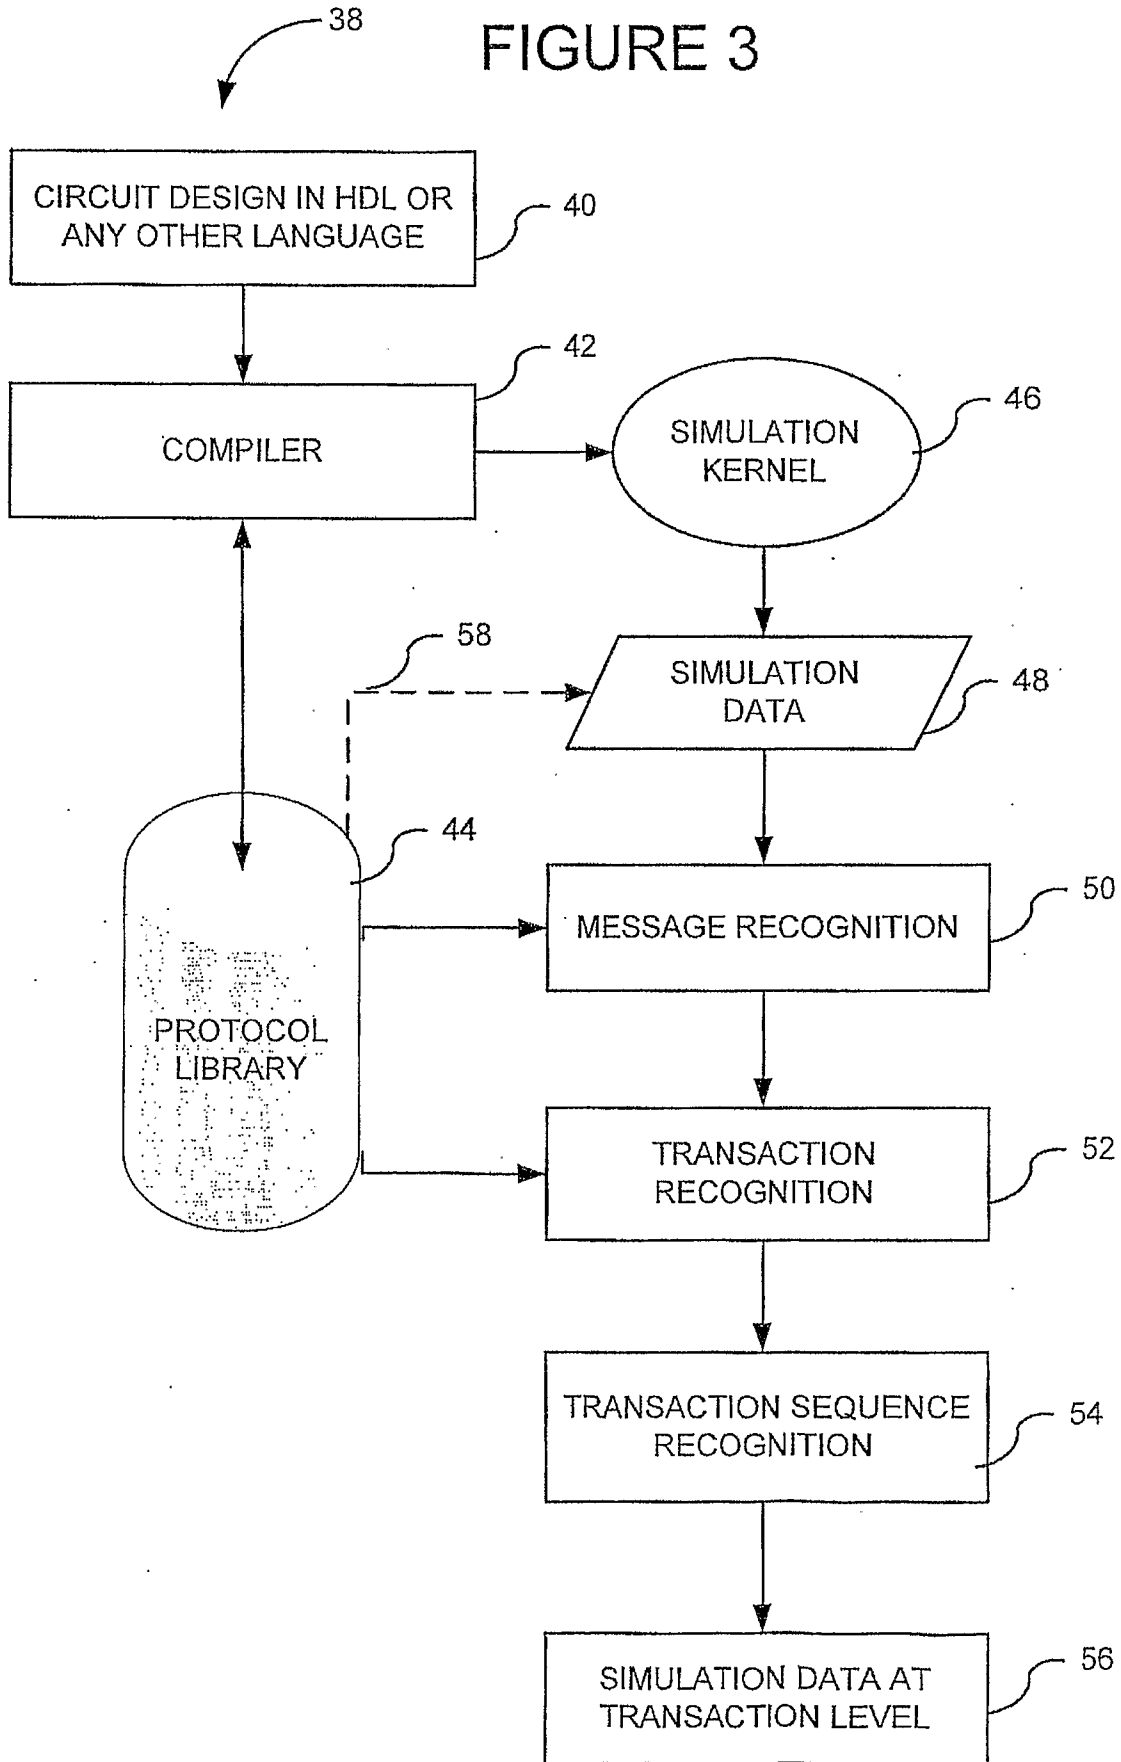 38
FIGURE 3
CIRCUIT DESIGN IN HDL OR
ANY OTHER LANGUAGE
40
42
COMPILER
SIMULATION
KERNEL
46
58
SIMULATION
DATA
48
44
MESSAGE RECOGNITION
50
PROTOCOL
LIBRARY
TRANSACTION
RECOGNITION
52
TRANSACTION SEQUENCE
RECOGNITION
54
SIMULATION DATA AT
TRANSACTION LEVEL
56